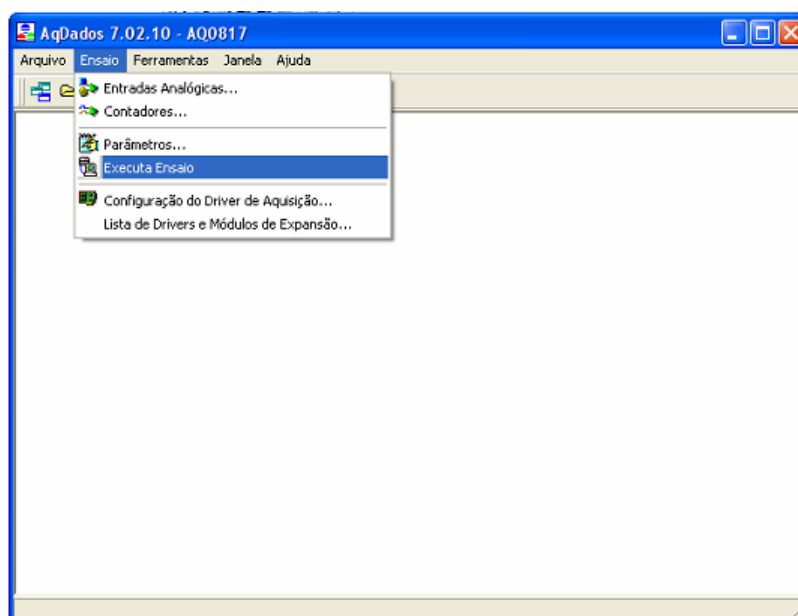 AqDados 7.02.10 - AQ0817
Arquivo Ensaio Ferramentas Janela Ajuda
Entradas Analógicas...
Contadores...
Parâmetros...
Executa Ensaio
Configuração do Driver de Aquisição...
Lista de Drivers e Módulos de Expansão...